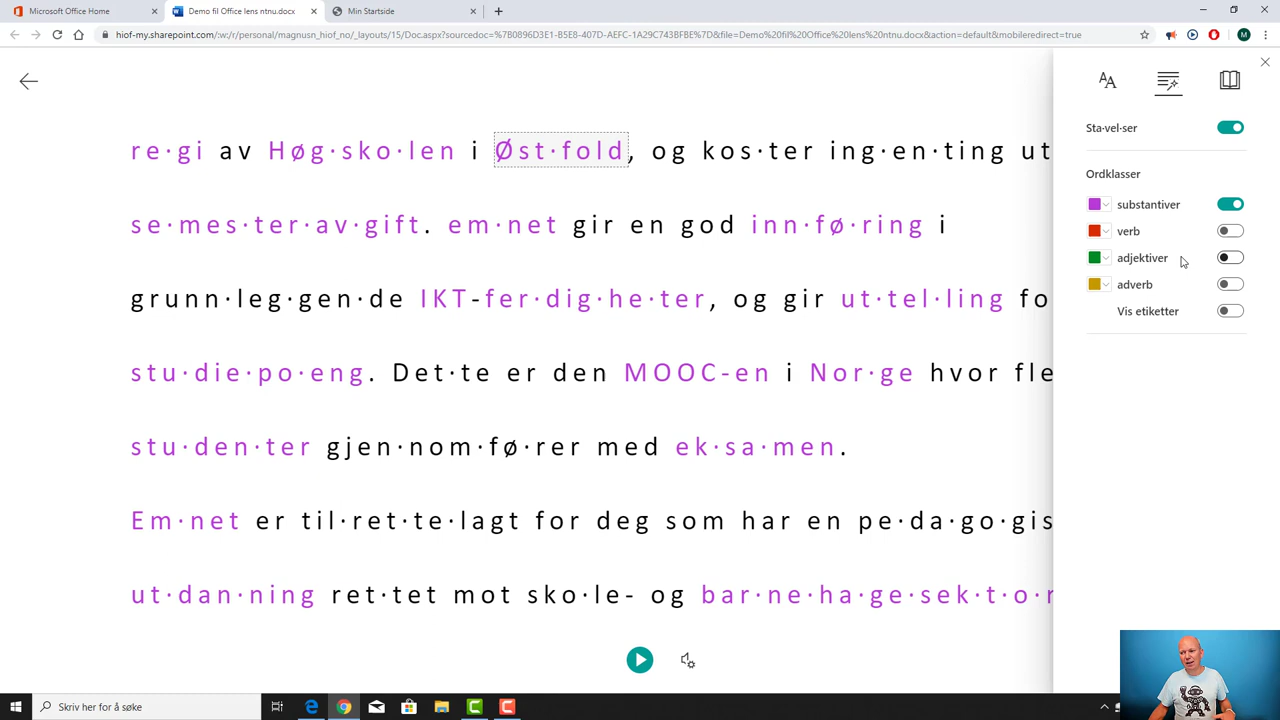 Microsoft Office Home
Demo fil Office lens ntnu.docx
Min Startside
hiof-my.sharepoint.com/:w:/r/personal/magnusn_hiof_no/_layouts/15/Doc.aspx?sourcedoc=%7B0896D3E1-B5E8-407D-AEFC-1A29C743BFBE%7D&file=Demo%20fil%20Office%20lens%20ntnu.docx&action=default&mobileredirect=true
M
re·gi av Høg·sko·len i Øst·fold, og kos·ter ing·en·ting ut
se·mes·ter·av·gift. em·net gir en god inn·fø·ring i
grunn·leg·gen·de IKT-fer·dig·he·ter, og gir ut·tel·ling fo
stu·die·po·eng. Det·te er den MOOC-en i Nor·ge hvor fle
stu·den·ter gjen·nom·fø·rer med ek·sa·men.
Em·net er til·ret·te·lagt for deg som har en pe·da·go·gis
ut·dan·ning ret·tet mot sko·le- og bar·ne·ha·ge·sek·t·o·r
AA
Sta·vel·ser
Ordklasser
substantiver
verb
adjektiver
adverb
Vis etiketter
Skriv her for å søke